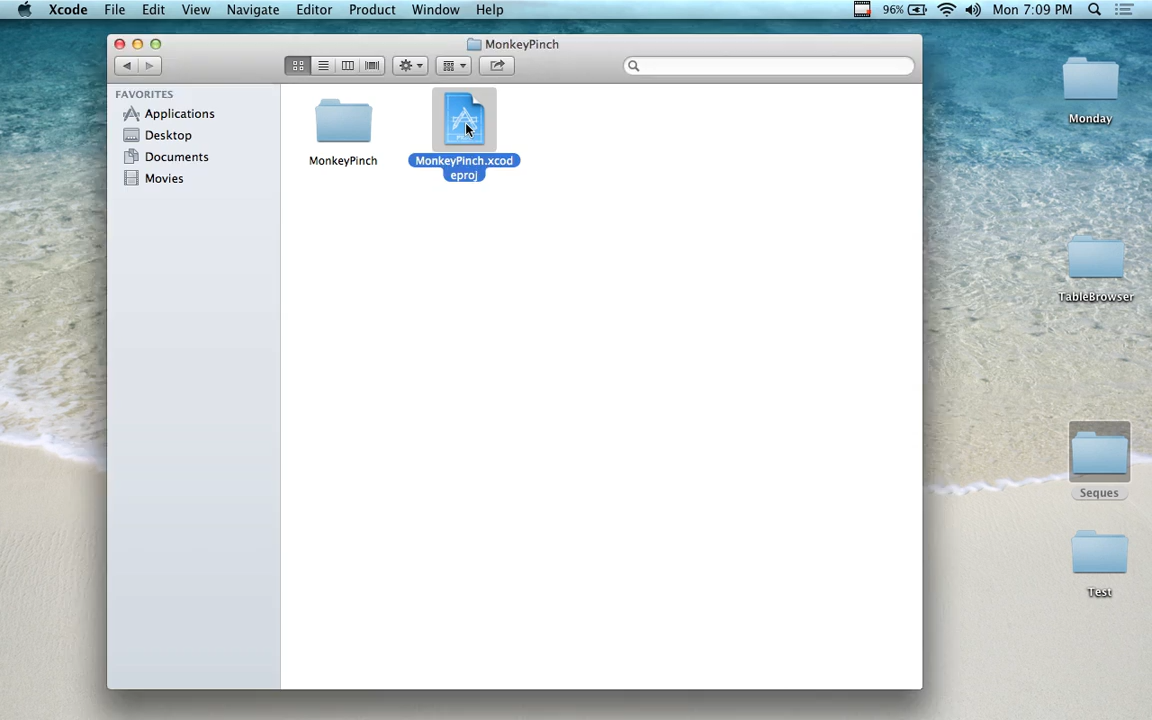 Xcode File Edit View Navigate Editor Product Window Help 96% Mon 7:09 PM
MonkeyPinch
FAVORITES
Applications
Desktop
Documents
Movies
MonkeyPinch
MonkeyPinch.xcod
eproj
Monday
TableBrowser
Seques
Test